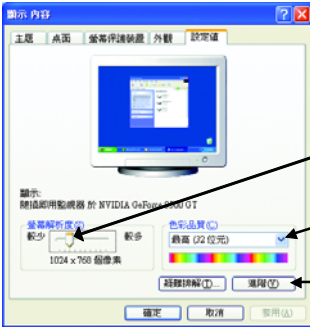 顯示 內容
主題 桌面 螢幕保護裝置 外觀 設定值
顯示:
隨插即用監視器 於 NVIDIA GeForce GT
螢幕解析度(S)
較少 較多
1024 x 768 個像素
色彩品質(C)
最高 (32 位元)
疑難排解(T)... 進階(V)
確定 取消 套用(A)